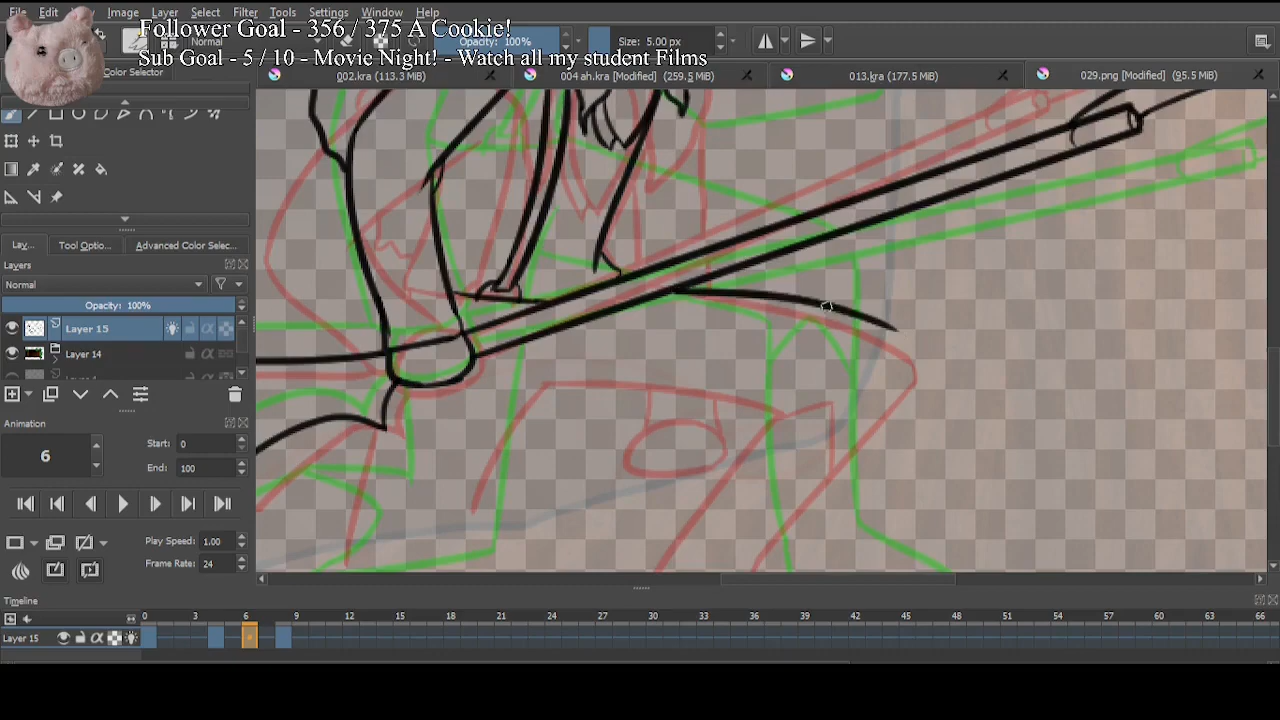 File Edit View Image Layer Select Filter Tools Settings Window Help
Follower Goal - 356 / 375 A Cookie!
Normal Opacity: 100% Size: 5.00 px
Sub Goal - 5 / 10 - Movie Night! - Watch all my student Films
Color Selector 002.kra (113.3 MB) 004 ah.kra [Modified] (259.5 MB) 013.kra (177.5 MiB) 029.png [Modified] (95.5 MiB)
Lay... Tool Optio... Advanced Color Selec...
Layers
Normal
Opacity: 100%
Layer 15
Layer 14
Animation
6 Start: 0
End: 100
Play Speed: 1.00
Frame Rate: 24
Timeline
0 3 6 9 12 15 18 21 24 27 30 33 36 39 42 45 48 51 54 57 60 63 66
Layer 15